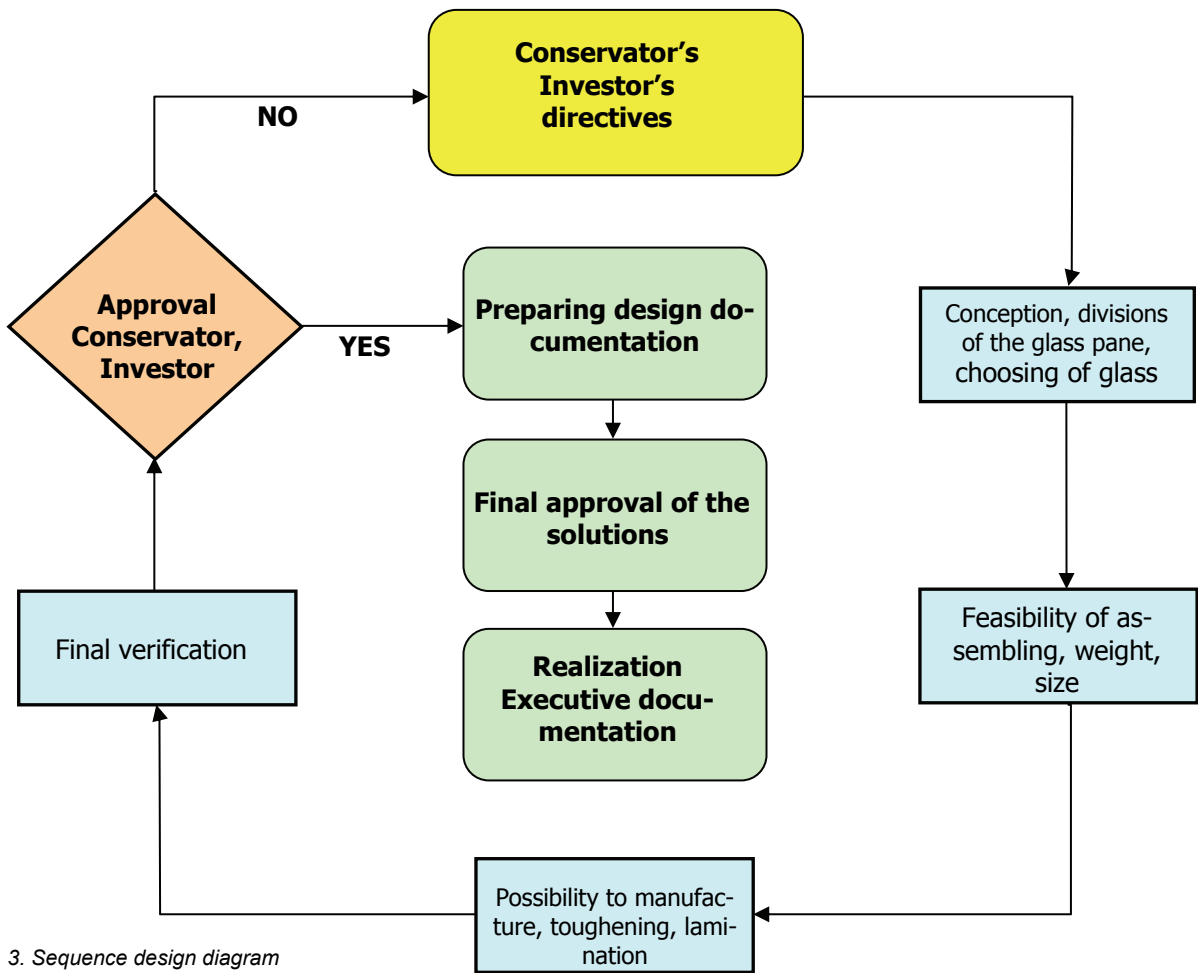 Conservator’s
Investor’s
directives
NO
Approval
Conservator,
Investor
YES
Preparing design do-
cumentation
Conception, divisions
of the glass pane,
choosing of glass
Final approval of the
solutions
Final verification
Feasibility of as-
sembling, weight,
size
Realization
Executive docu-
mentation
Possibility to manufac-
ture, toughening, lami-
nation
3. Sequence design diagram